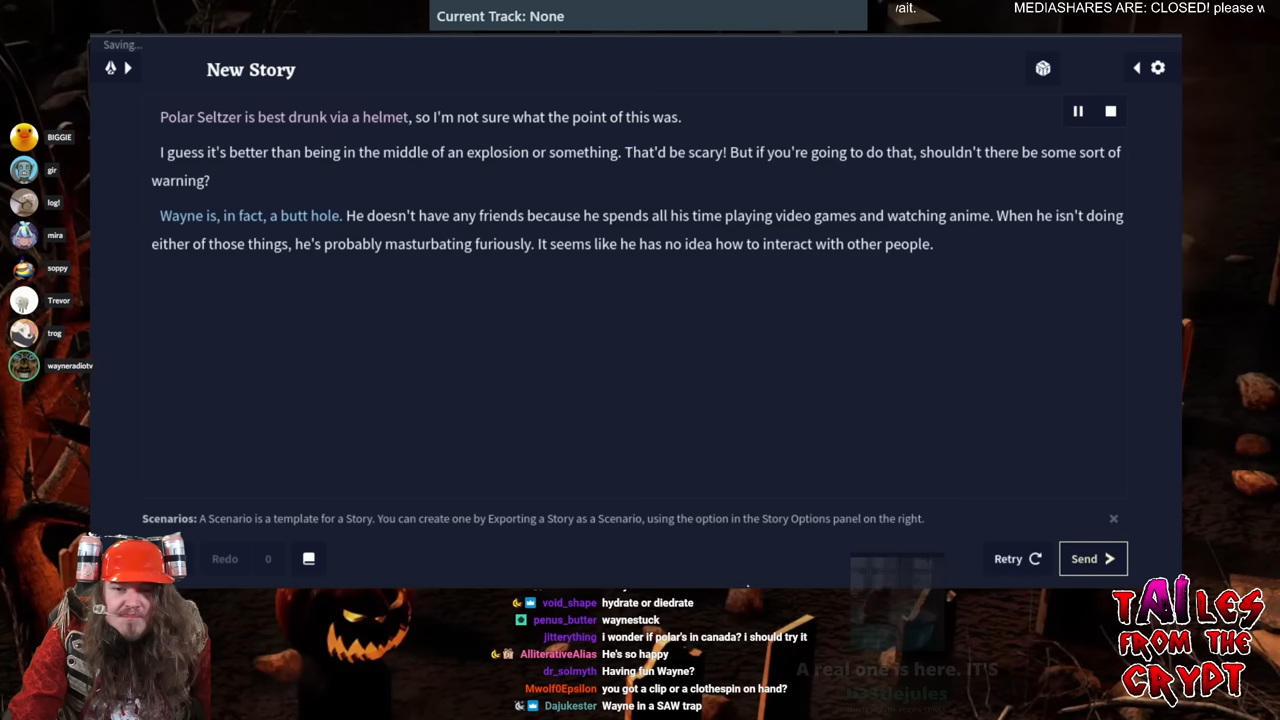 Current Track: None
ait.
MEDIASHARES ARE: CLOSED! please w
Saving...
New Story
Polar Seltzer is best drunk via a helmet, so I'm not sure what the point of this was.
I guess it's better than being in the middle of an explosion or something. That'd be scary! But if you're going to do that, shouldn't there be some sort of
warning?
Wayne is, in fact, a butt hole. He doesn't have any friends because he spends all his time playing video games and watching anime. When he isn't doing
either of those things, he's probably masturbating furiously. It seems like he has no idea how to interact with other people.
BIGGIE
gir
log!
mira
soppy
Trevor
trog
wayneradiotv
Scenarios: A Scenario is a template for a Story. You can create one by Exporting a Story as a Scenario, using the option in the Story Options panel on the right.
Redo 0
Retry
Send
void_shape hydrate or diedrate
penus_butter waynestuck
jitterything i wonder if polar's in canada? i should try it
AlliterativeAlias He's so happy
dr_solmyth Having fun Wayne?
Mwolf0Epsilon you got a clip or a clothespin on hand?
Dajukester Wayne in a SAW trap
A real one is here. IT'S
TAILES
FROM THE
CRYPT